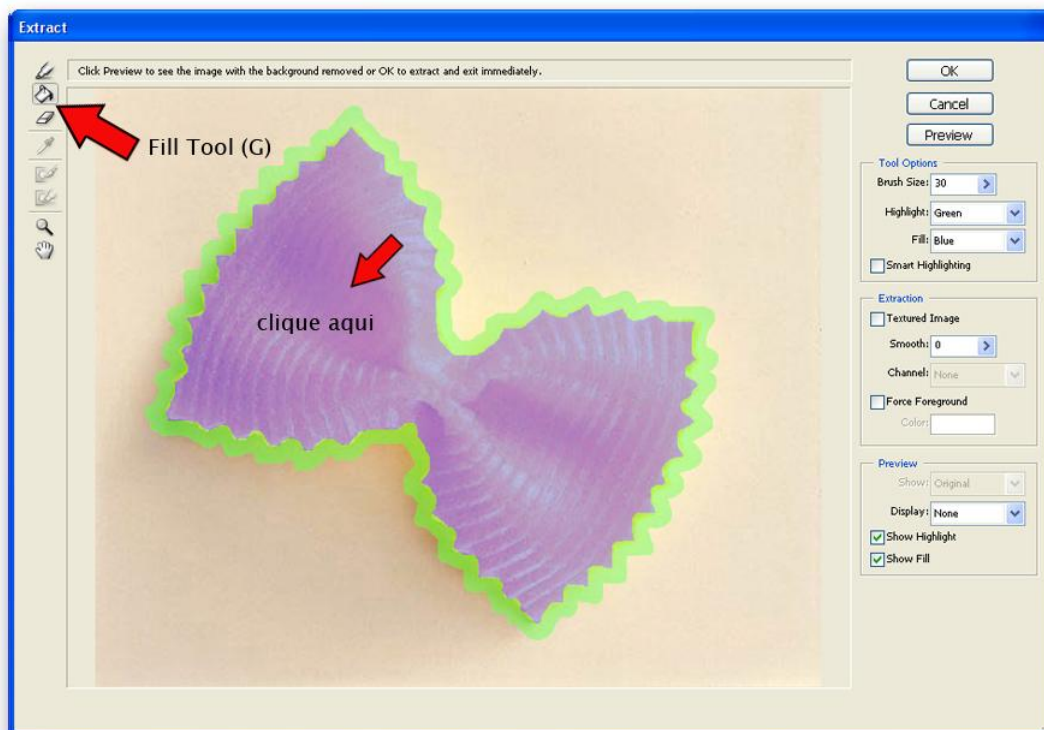 Extract
Click Preview to see the image with the background removed or OK to extract and exit immediately.
Fill Tool (G)
clique aqui
OK
Cancel
Preview
Tool Options
Brush Size: 30
Highlight: Green
Fill: Blue
Smart Highlighting
Extraction
Textured Image
Smooth: 0
Channel: None
Force Foreground
Color:
Preview
Show: Original
Display: None
Show Highlight
Show Fill